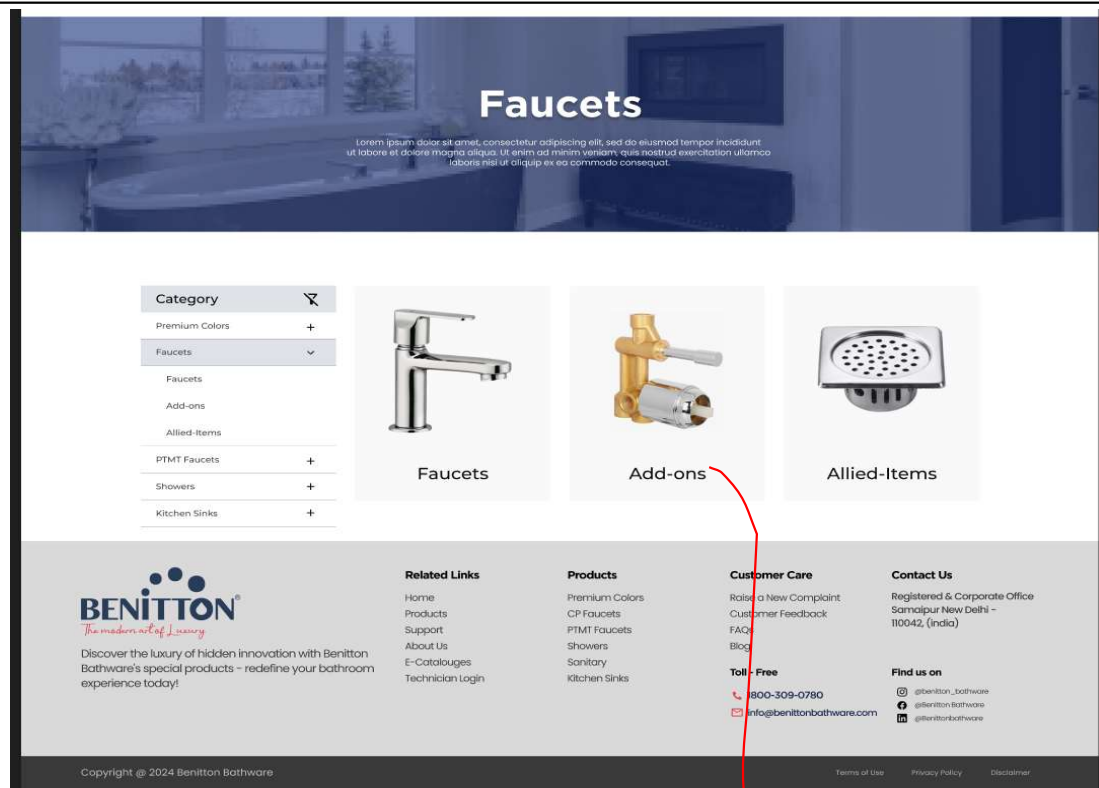 Faucets
Lorem ipsum dolor sit amet, consectetur adipiscing elit, sed do eiusmod tempor incididunt
ut labore et dolore magna aliqua. Ut enim ad minim veniam, quis nostrud exercitation ullamco
laboris nisi ut aliquip ex ea commodo consequat.
Category
Premium Colors
Faucets
Faucets
Add-ons
Allied-Items
PTMT Faucets
Showers
Kitchen Sinks
Faucets
Add-ons
Allied-Items
BENITTON®
The modern art of Luxury
Discover the luxury of hidden innovation with Benitton
Bathware's special products - redefine your bathroom
experience today!
Related Links
Home
Products
Support
About Us
E-Catalouges
Technician Login
Products
Premium Colors
CP Faucets
PTMT Faucets
Showers
Sanitary
Kitchen Sinks
Customer Care
Raise a New Complaint
Customer Feedback
FAQs
Blog
Toll - Free
1800-309-0780
info@benittonbathware.com
Contact Us
Registered & Corporate Office
Samaipur New Delhi -
110042, (india)
Find us on
@benitton_bathware
@Benitton Bathware
@Benittonbathware
Copyright @ 2024 Benitton Bathware
Terms of Use
Privacy Policy
Disclaimer